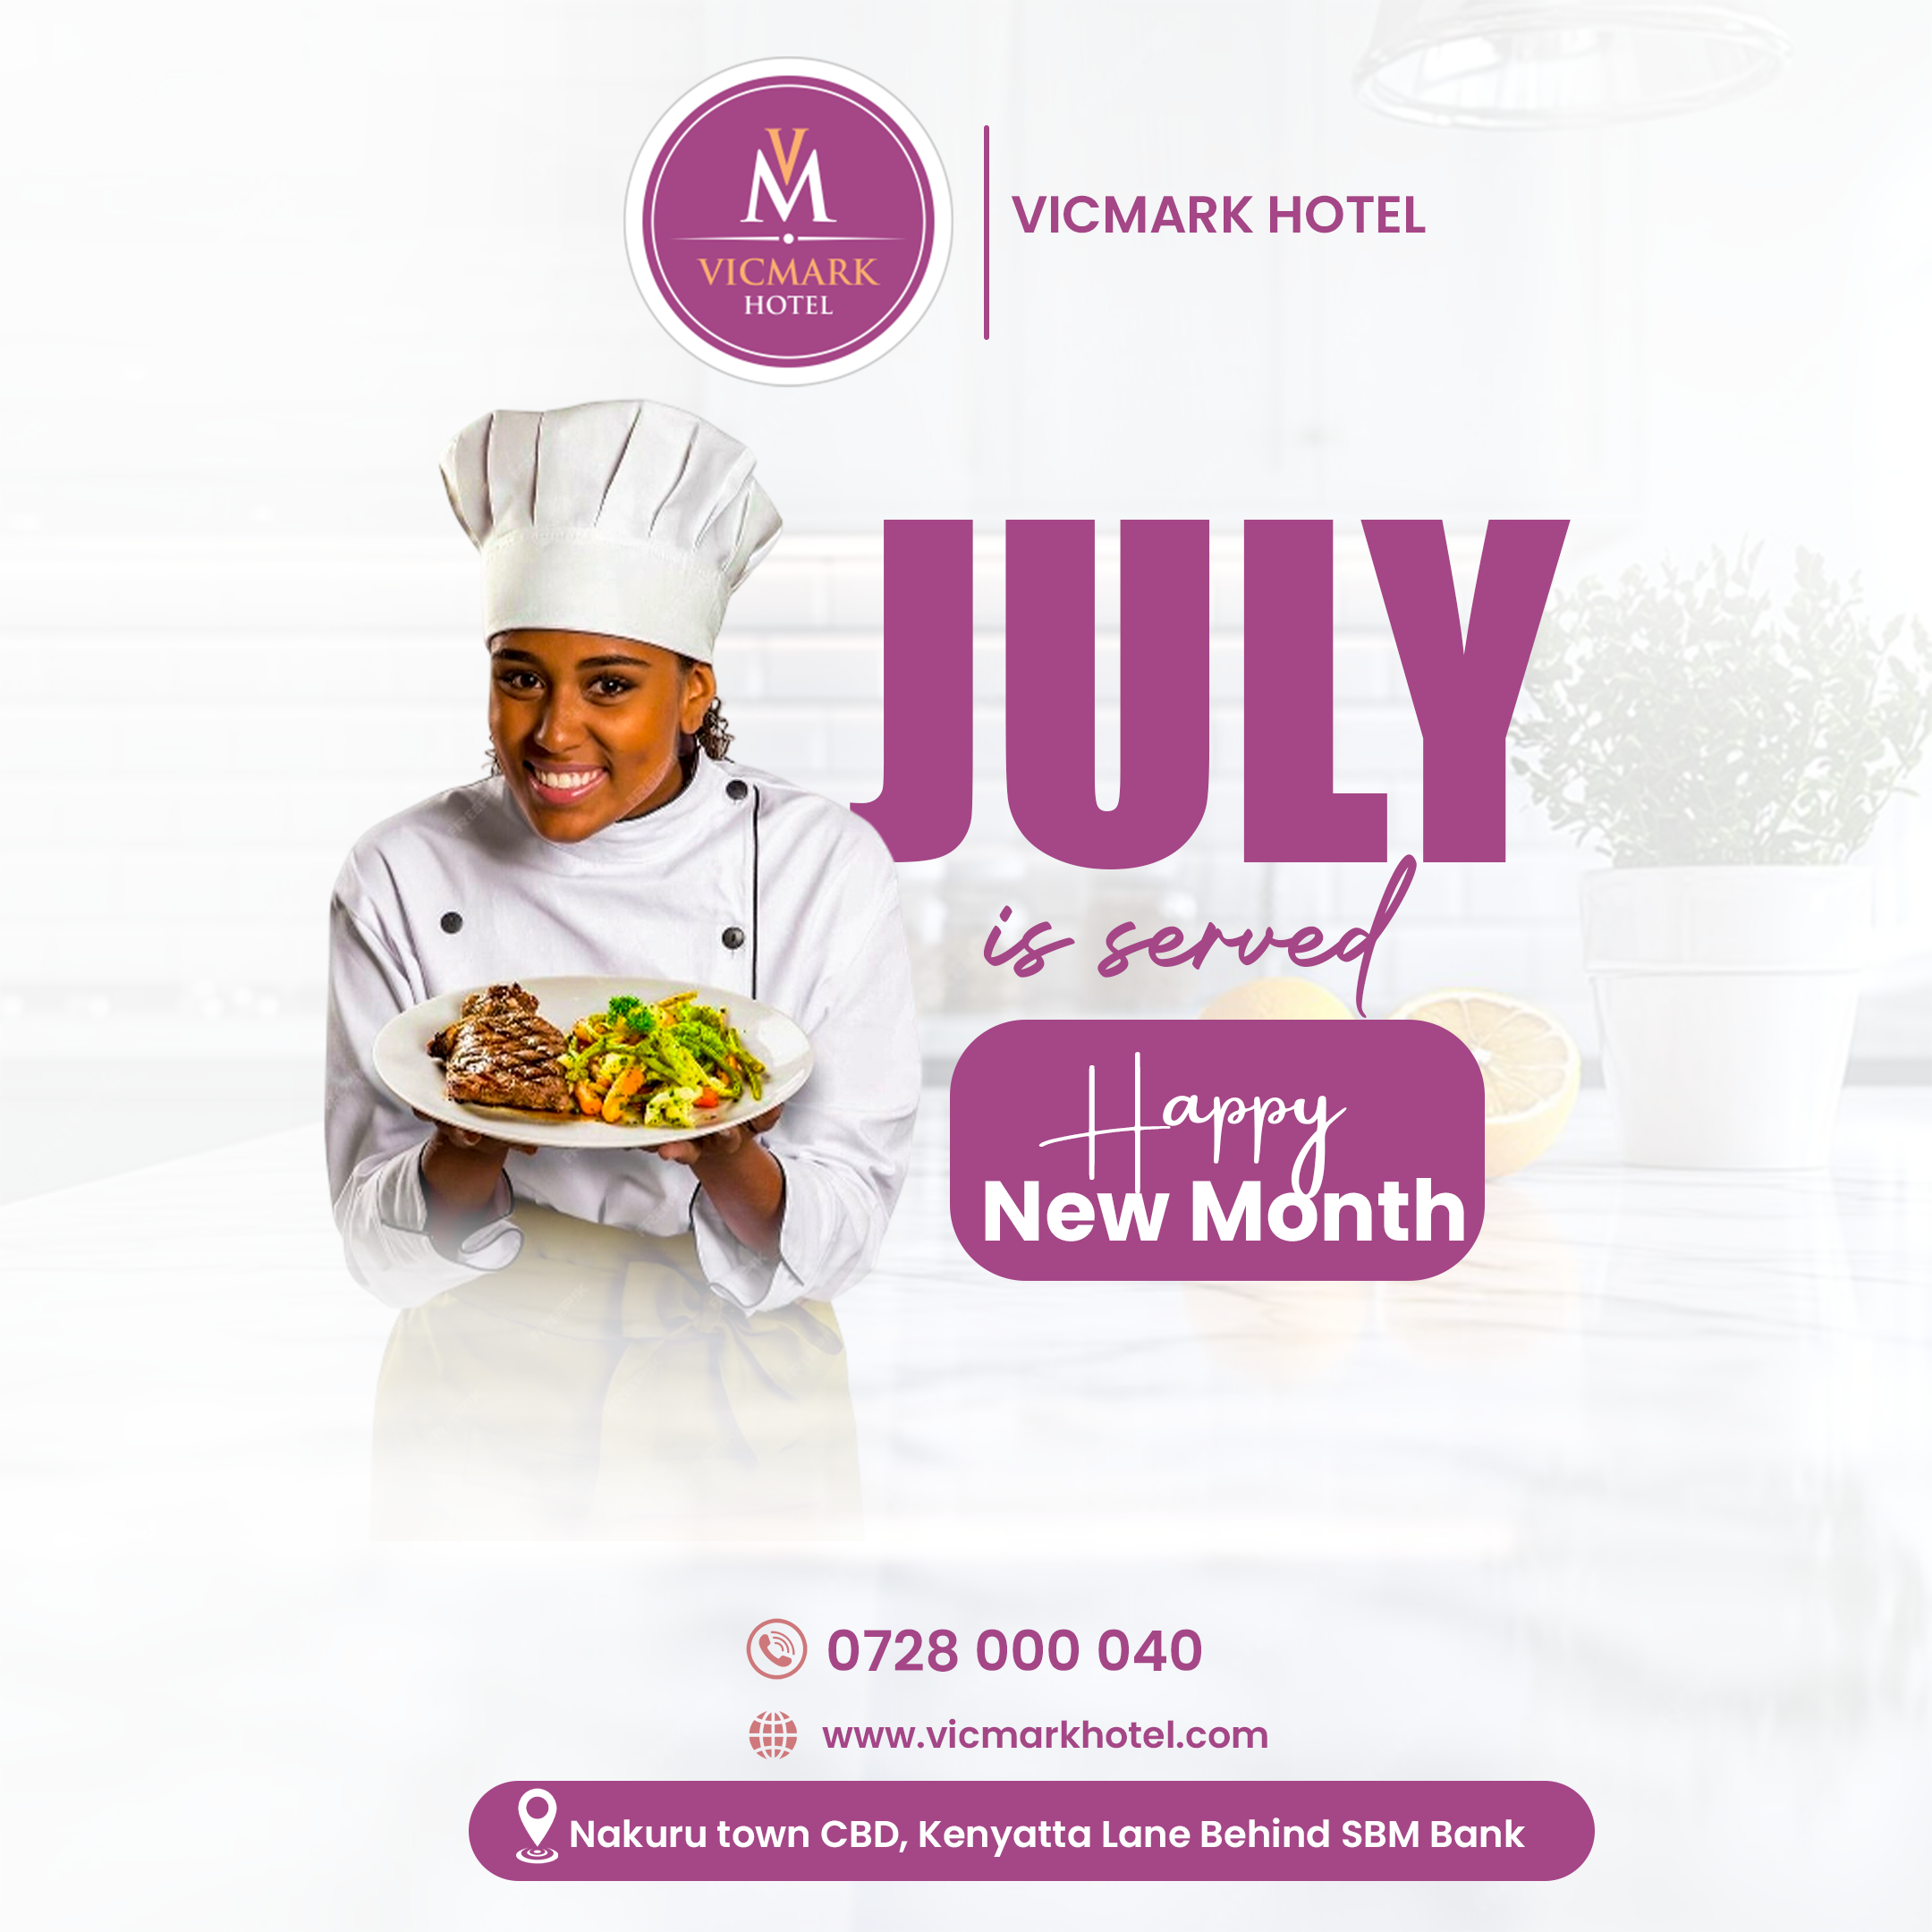 VM
VICMARK
HOTEL
VICMARK HOTEL
JULY
is served
Happy
New Month
0728 000 040
www.vicmarkhotel.com
Nakuru town CBD, Kenyatta Lane Behind SBM Bank